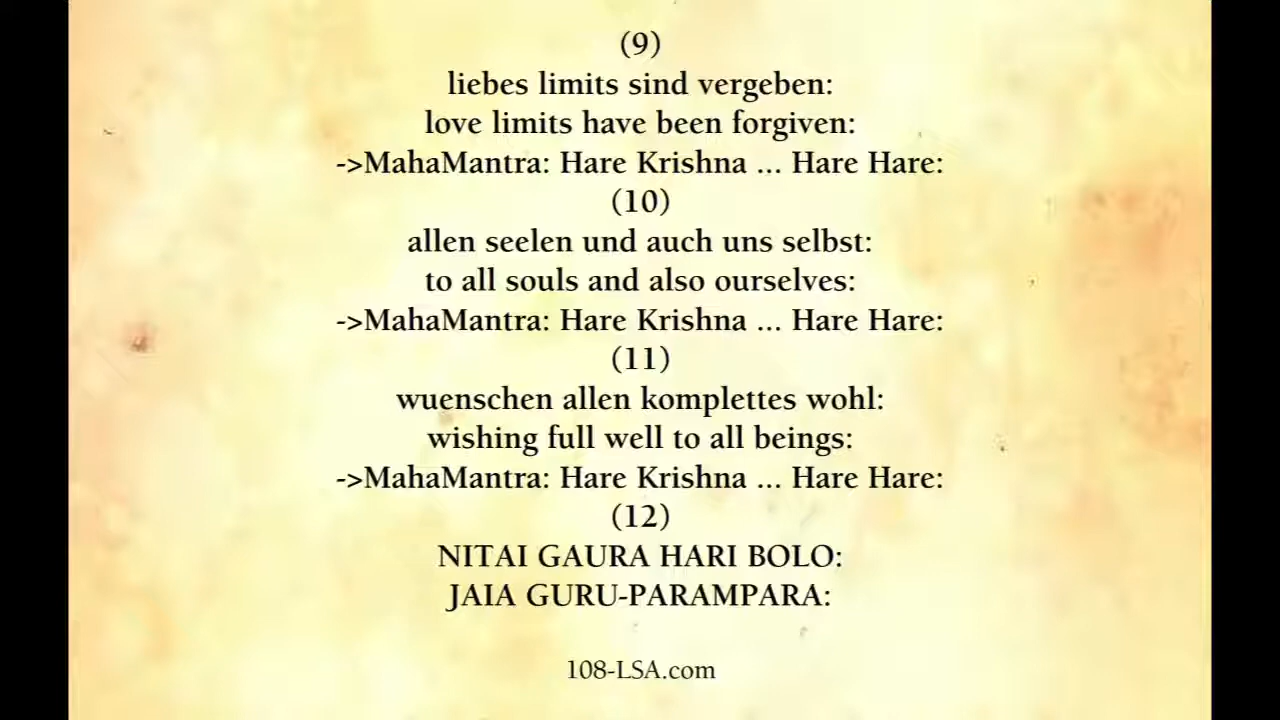 (9)
liebes limits sind vergeben:
love limits have been forgiven:
->MahaMantra: Hare Krishna ... Hare Hare:
(10)
allen seelen und auch uns selbst:
to all souls and also ourselves:
->MahaMantra: Hare Krishna ... Hare Hare:
(11)
wuenschen allen komplettes wohl:
wishing full well to all beings:
->MahaMantra: Hare Krishna ... Hare Hare:
(12)
NITAI GAURA HARI BOLO:
JAIA GURU-PARAMPARA:
108-LSA.com